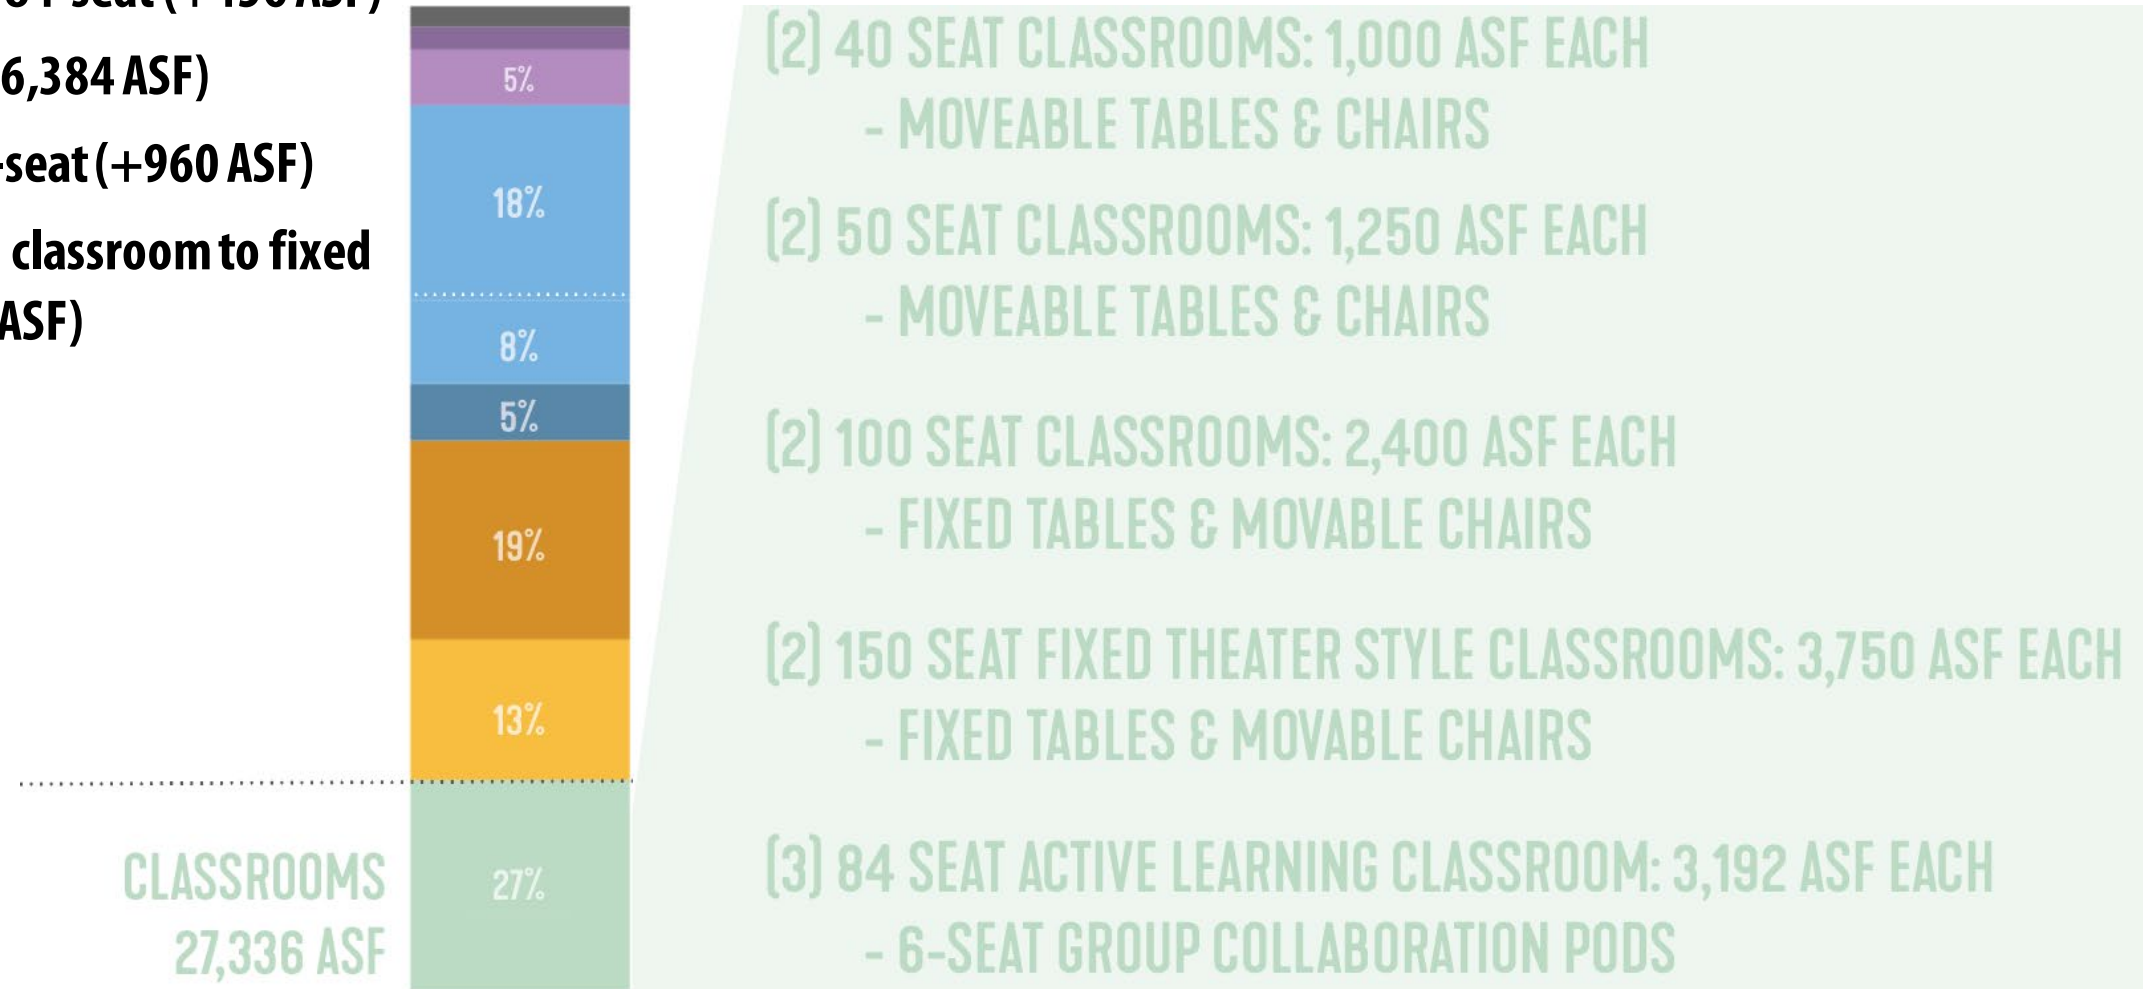 84-seat (+456 ASF)
6,384 ASF)
-seat (+960 ASF)
classroom to fixed
ASF)
5%
18%
8%
5%
19%
13%
27%
CLASSROOMS
27,336 ASF
(2) 40 SEAT CLASSROOMS: 1,000 ASF EACH
- MOVEABLE TABLES & CHAIRS
(2) 50 SEAT CLASSROOMS: 1,250 ASF EACH
- MOVEABLE TABLES & CHAIRS
(2) 100 SEAT CLASSROOMS: 2,400 ASF EACH
- FIXED TABLES & MOVABLE CHAIRS
(2) 150 SEAT FIXED THEATER STYLE CLASSROOMS: 3,750 ASF EACH
- FIXED TABLES & MOVABLE CHAIRS
(3) 84 SEAT ACTIVE LEARNING CLASSROOM: 3,192 ASF EACH
- 6-SEAT GROUP COLLABORATION PODS